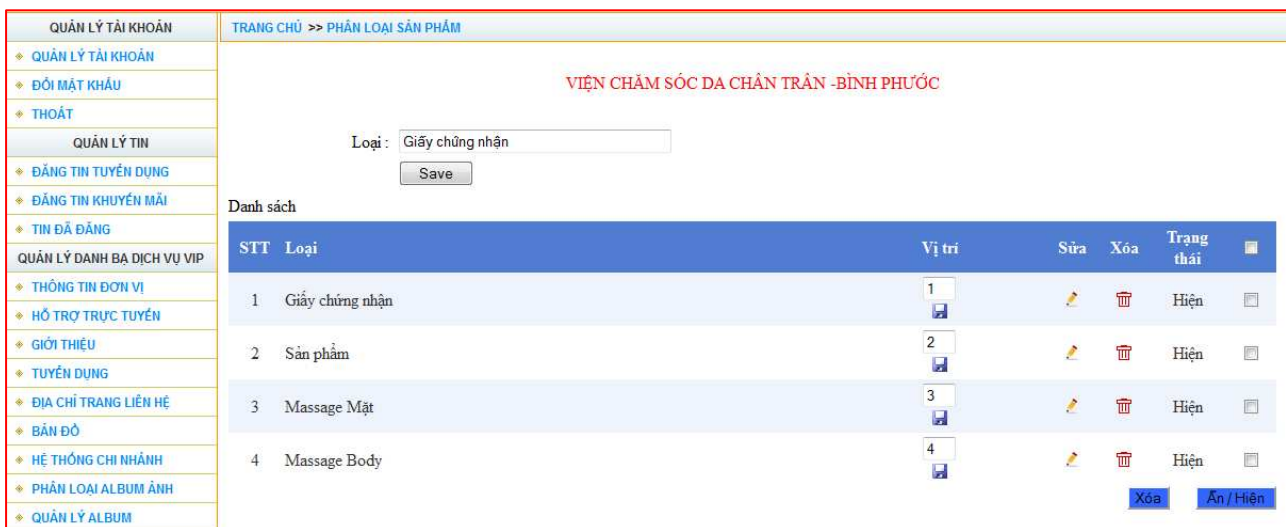 QUẢN LÝ TÀI KHOẢN
QUẢN LÝ TÀI KHOẢN
ĐỔI MẬT KHẨU
THOÁT
QUẢN LÝ TIN
ĐĂNG TIN TUYỂN DỤNG
ĐĂNG TIN KHUYẾN MÃI
TIN ĐÃ ĐĂNG
QUẢN LÝ DANH BẠ DỊCH VỤ VIP
THÔNG TIN ĐƠN VỊ
HỖ TRỢ TRỰC TUYẾN
GIỚI THIỆU
TUYỂN DỤNG
ĐỊA CHỈ TRANG LIÊN HỆ
BẢN ĐỒ
HỆ THỐNG CHI NHÁNH
PHÂN LOẠI ALBUM ẢNH
QUẢN LÝ ALBUM
TRANG CHỦ >> PHÂN LOẠI SẢN PHẨM
VIỆN CHĂM SÓC DA CHÂN TRÂN -BÌNH PHƯỚC
Loại : Giấy chứng nhận
Save
Danh sách
STT Loại Vị trí Sửa Xóa Trạng thái
1 Giấy chứng nhận 1 Hiện
2 Sản phẩm 2 Hiện
3 Massage Mặt 3 Hiện
4 Massage Body 4 Hiện
Xóa Ẩn / Hiện